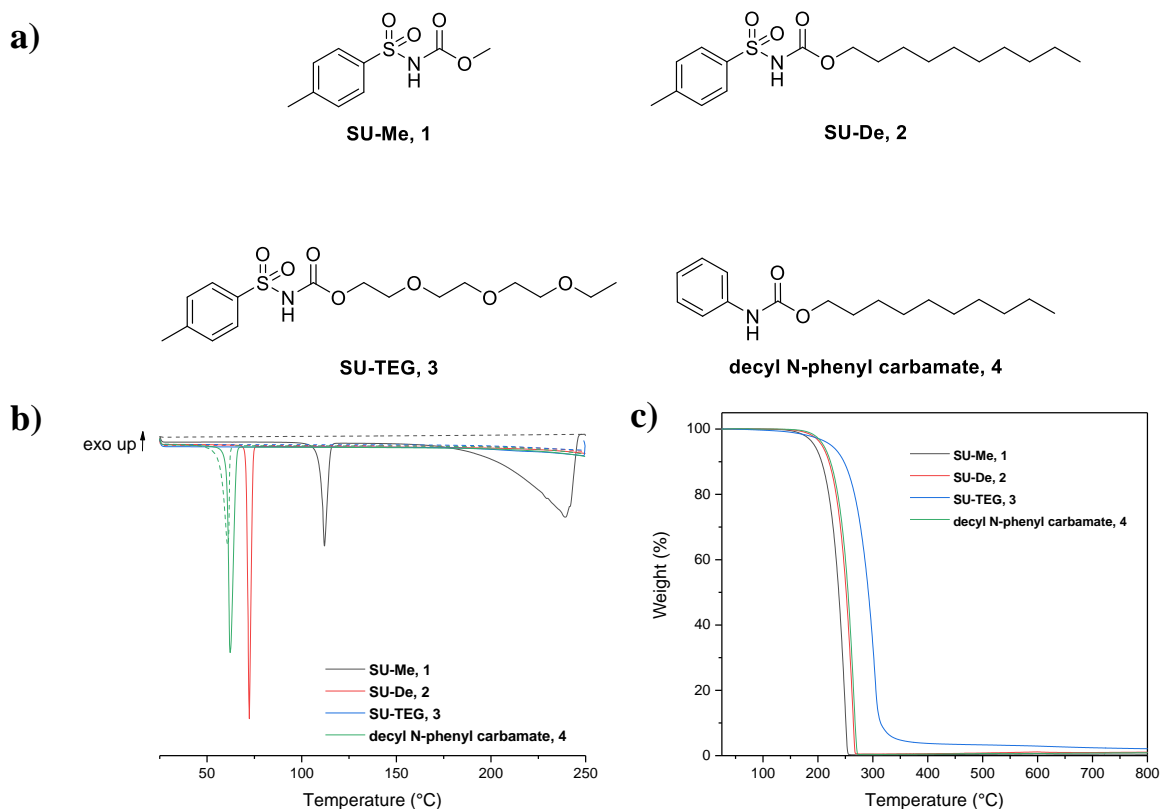 a)
O O O
S
N
H
O
SU-Me, 1
O O O
S
N
H
O
SU-De, 2
O O O
S
N
H
O
O
O
O
SU-TEG, 3
O
N
H
O
decyl N-phenyl carbamate, 4
b)
exo up
SU-Me, 1
SU-De, 2
SU-TEG, 3
decyl N-phenyl carbamate, 4
50 100 150 200 250
Temperature (°C)
c)
100
80
60
40
20
0
Weight (%)
SU-Me, 1
SU-De, 2
SU-TEG, 3
decyl N-phenyl carbamate, 4
100 200 300 400 500 600 700 800
Temperature (°C)